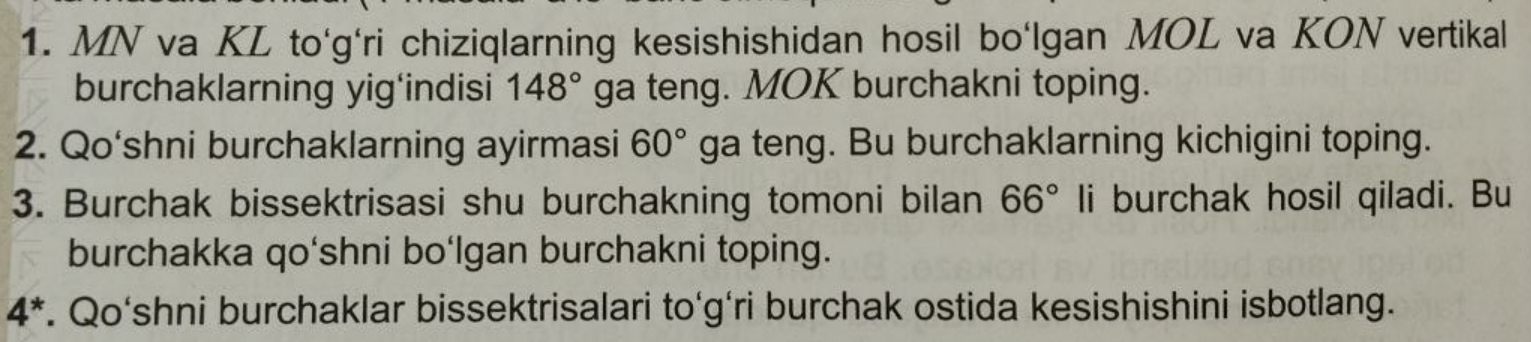 1. MN va KL to‘g‘ri chiziqlarning kesishishidan hosil bo‘lgan MOL va KON vertikal
burchaklarning yig‘indisi 148° ga teng. MOK burchakni toping.
2. Qo‘shni burchaklarning ayirmasi 60° ga teng. Bu burchaklarning kichigini toping.
3. Burchak bissektrisasi shu burchakning tomoni bilan 66° li burchak hosil qiladi. Bu
burchakka qo‘shni bo‘lgan burchakni toping.
4*. Qo‘shni burchaklar bissektrisalari to‘g‘ri burchak ostida kesishishini isbotlang.